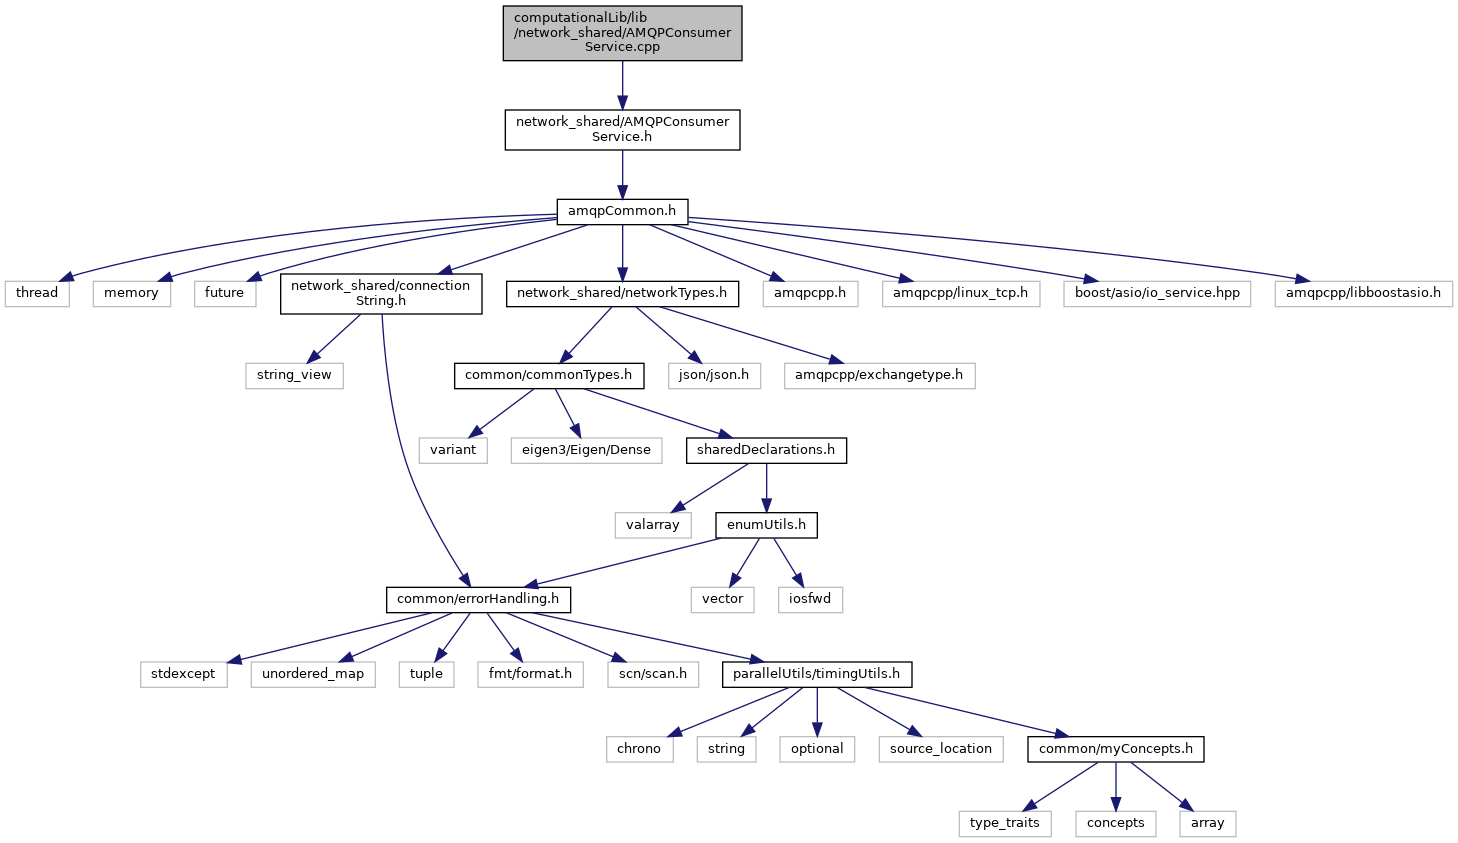 computationalLib/lib
/network_shared/AMQPConsumer
Service.cpp
network_shared/AMQPConsumer
Service.h
amqpCommon.h
thread
memory
future
network_shared/connection
String.h
network_shared/networkTypes.h
amqpcpp.h
amqpcpp/linux_tcp.h
boost/asio/io_service.hpp
amqpcpp/libboostasio.h
string_view
common/commonTypes.h
json/json.h
amqpcpp/exchangetype.h
variant
eigen3/Eigen/Dense
sharedDeclarations.h
valarray
enumUtils.h
common/errorHandling.h
vector
iosfwd
stdexcept
unordered_map
tuple
fmt/format.h
scn/scan.h
parallelUtils/timingUtils.h
chrono
string
optional
source_location
common/myConcepts.h
type_traits
concepts
array